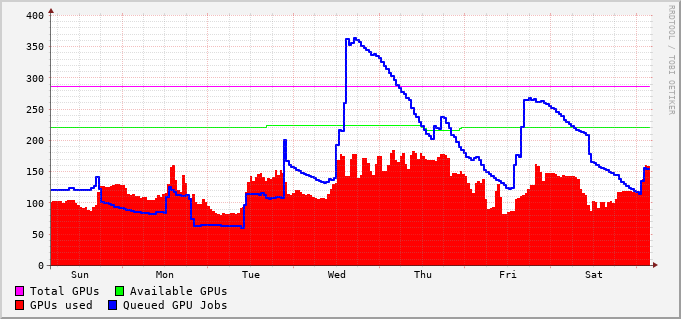 400
350
300
250
200
150
100
50
0
Sun Mon Tue Wed Thu Fri Sat
Total GPUs Available GPUs
GPUs used Queued GPU Jobs
RRDTOOL / TOBI OETIKER